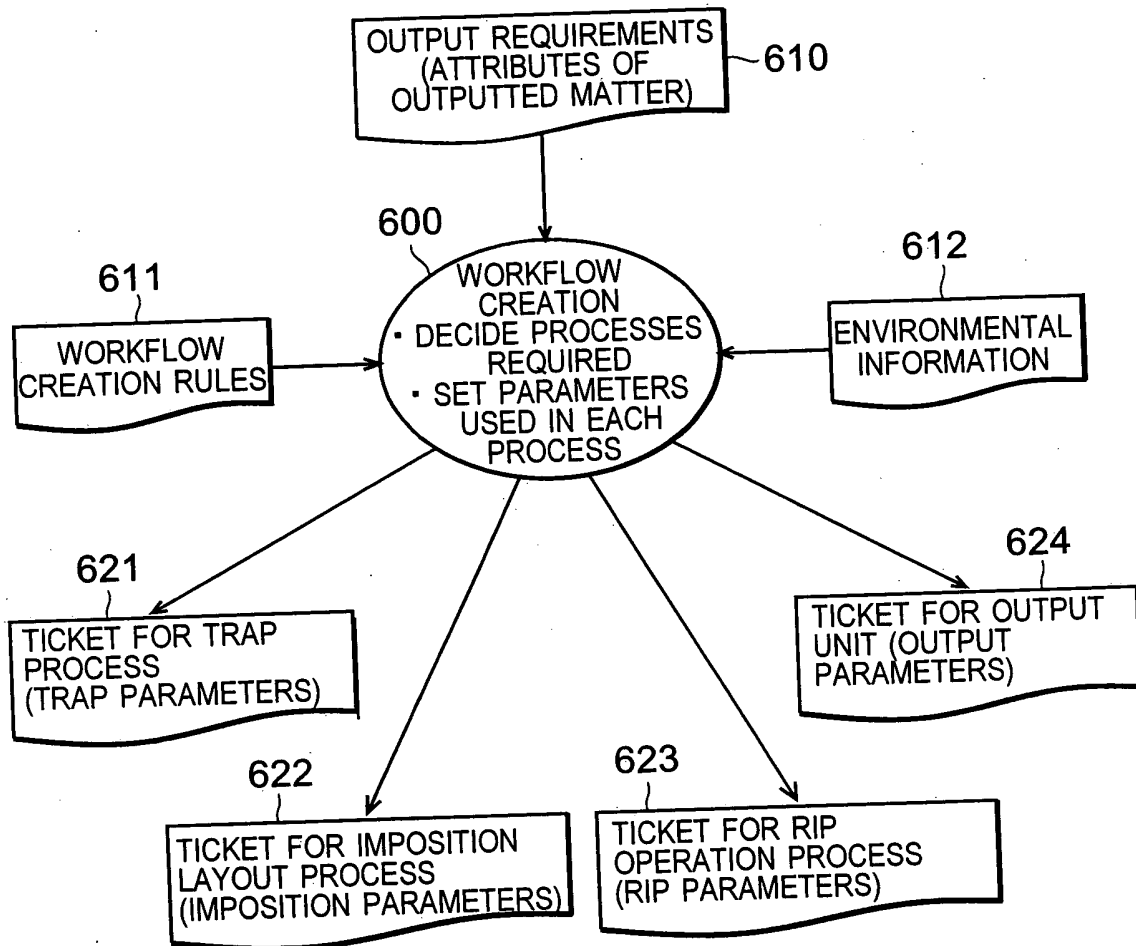 OUTPUT REQUIREMENTS
(ATTRIBUTES OF
OUTPUTTED MATTER)
610
600
WORKFLOW
CREATION
· DECIDE PROCESSES
REQUIRED
· SET PARAMETERS
USED IN EACH
PROCESS
611
WORKFLOW
CREATION RULES
612
ENVIRONMENTAL
INFORMATION
621
TICKET FOR TRAP
PROCESS
(TRAP PARAMETERS)
622
TICKET FOR IMPOSITION
LAYOUT PROCESS
(IMPOSITION PARAMETERS)
623
TICKET FOR RIP
OPERATION PROCESS
(RIP PARAMETERS)
624
TICKET FOR OUTPUT
UNIT (OUTPUT
PARAMETERS)